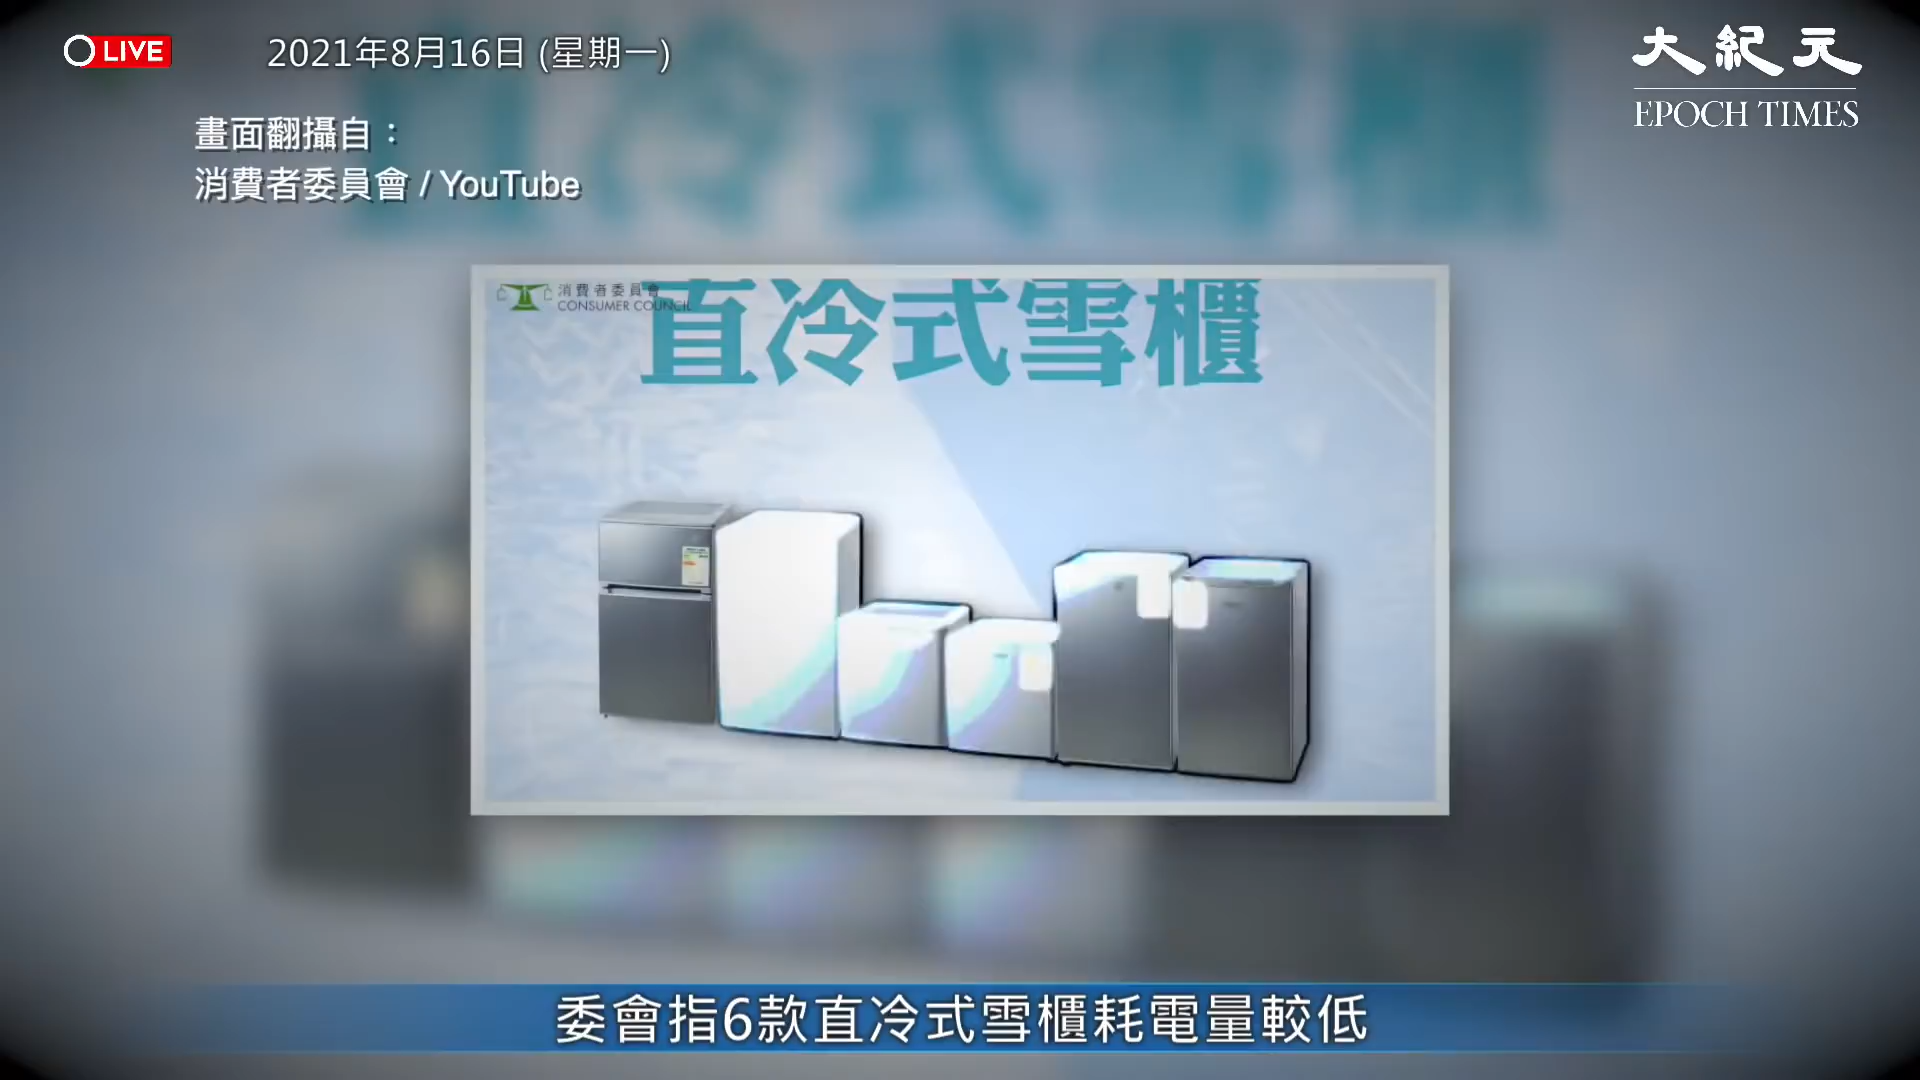 LIVE
2021年8月16日 (星期一)
大紀元
EPOCH TIMES
畫面翻攝自：
消費者委員會 / YouTube
消費者委員會
CONSUMER COUNCIL
直冷式雪櫃
委會指6款直冷式雪櫃耗電量較低